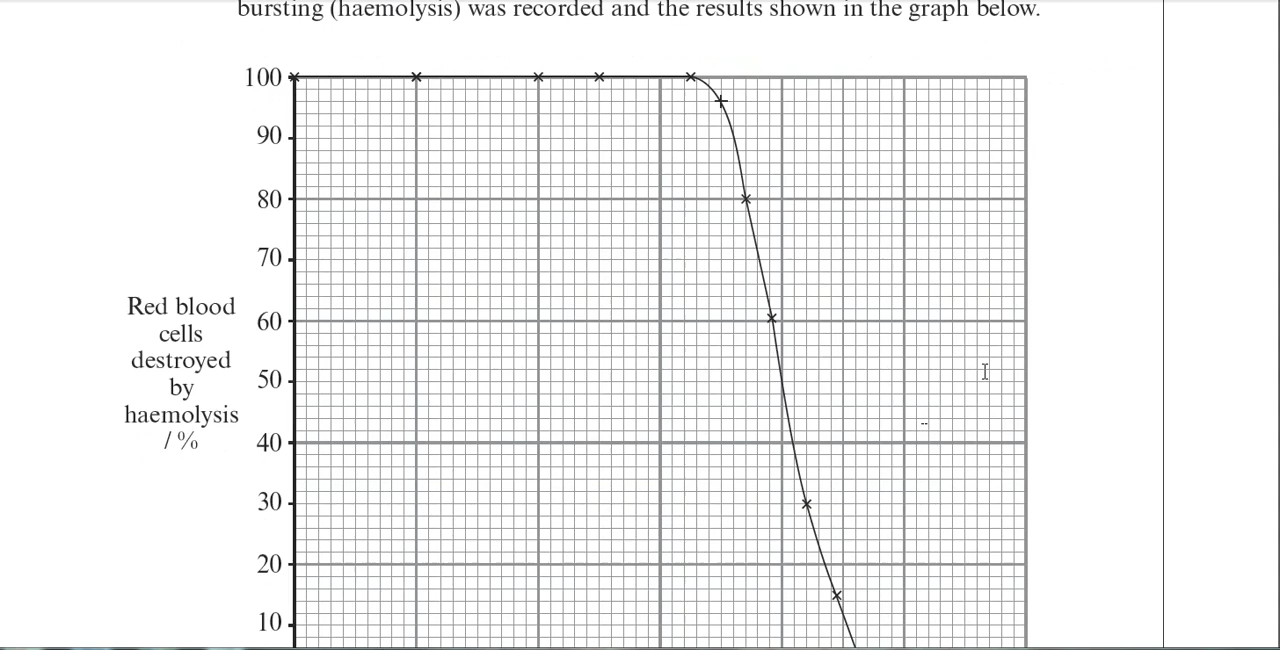 bursting (haemolysis) was recorded and the results shown in the graph below.
100
90
80
70
60
50
40
30
20
10
Red blood
cells
destroyed
by
haemolysis
/ %